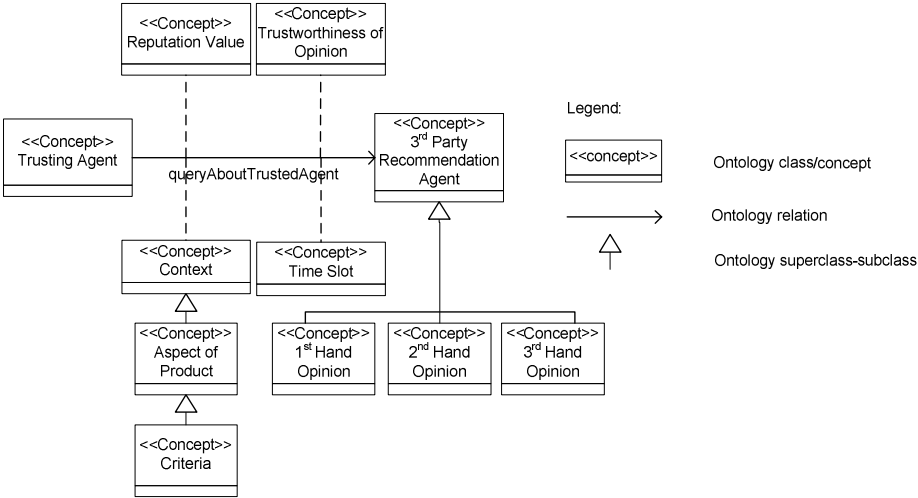 <<Concept>>
Reputation Value
<<Concept>>
Trustworthiness of
Opinion
<<Concept>>
Trusting Agent
queryAboutTrustedAgent
<<Concept>>
3rd Party
Recommendation
Agent
<<Concept>>
Context
<<Concept>>
Time Slot
<<Concept>>
Aspect of
Product
<<Concept>>
1st Hand
Opinion
<<Concept>>
2nd Hand
Opinion
<<Concept>>
3rd Hand
Opinion
<<Concept>>
Criteria
Legend:
<<concept>>
Ontology class/concept
Ontology relation
Ontology superclass-subclass